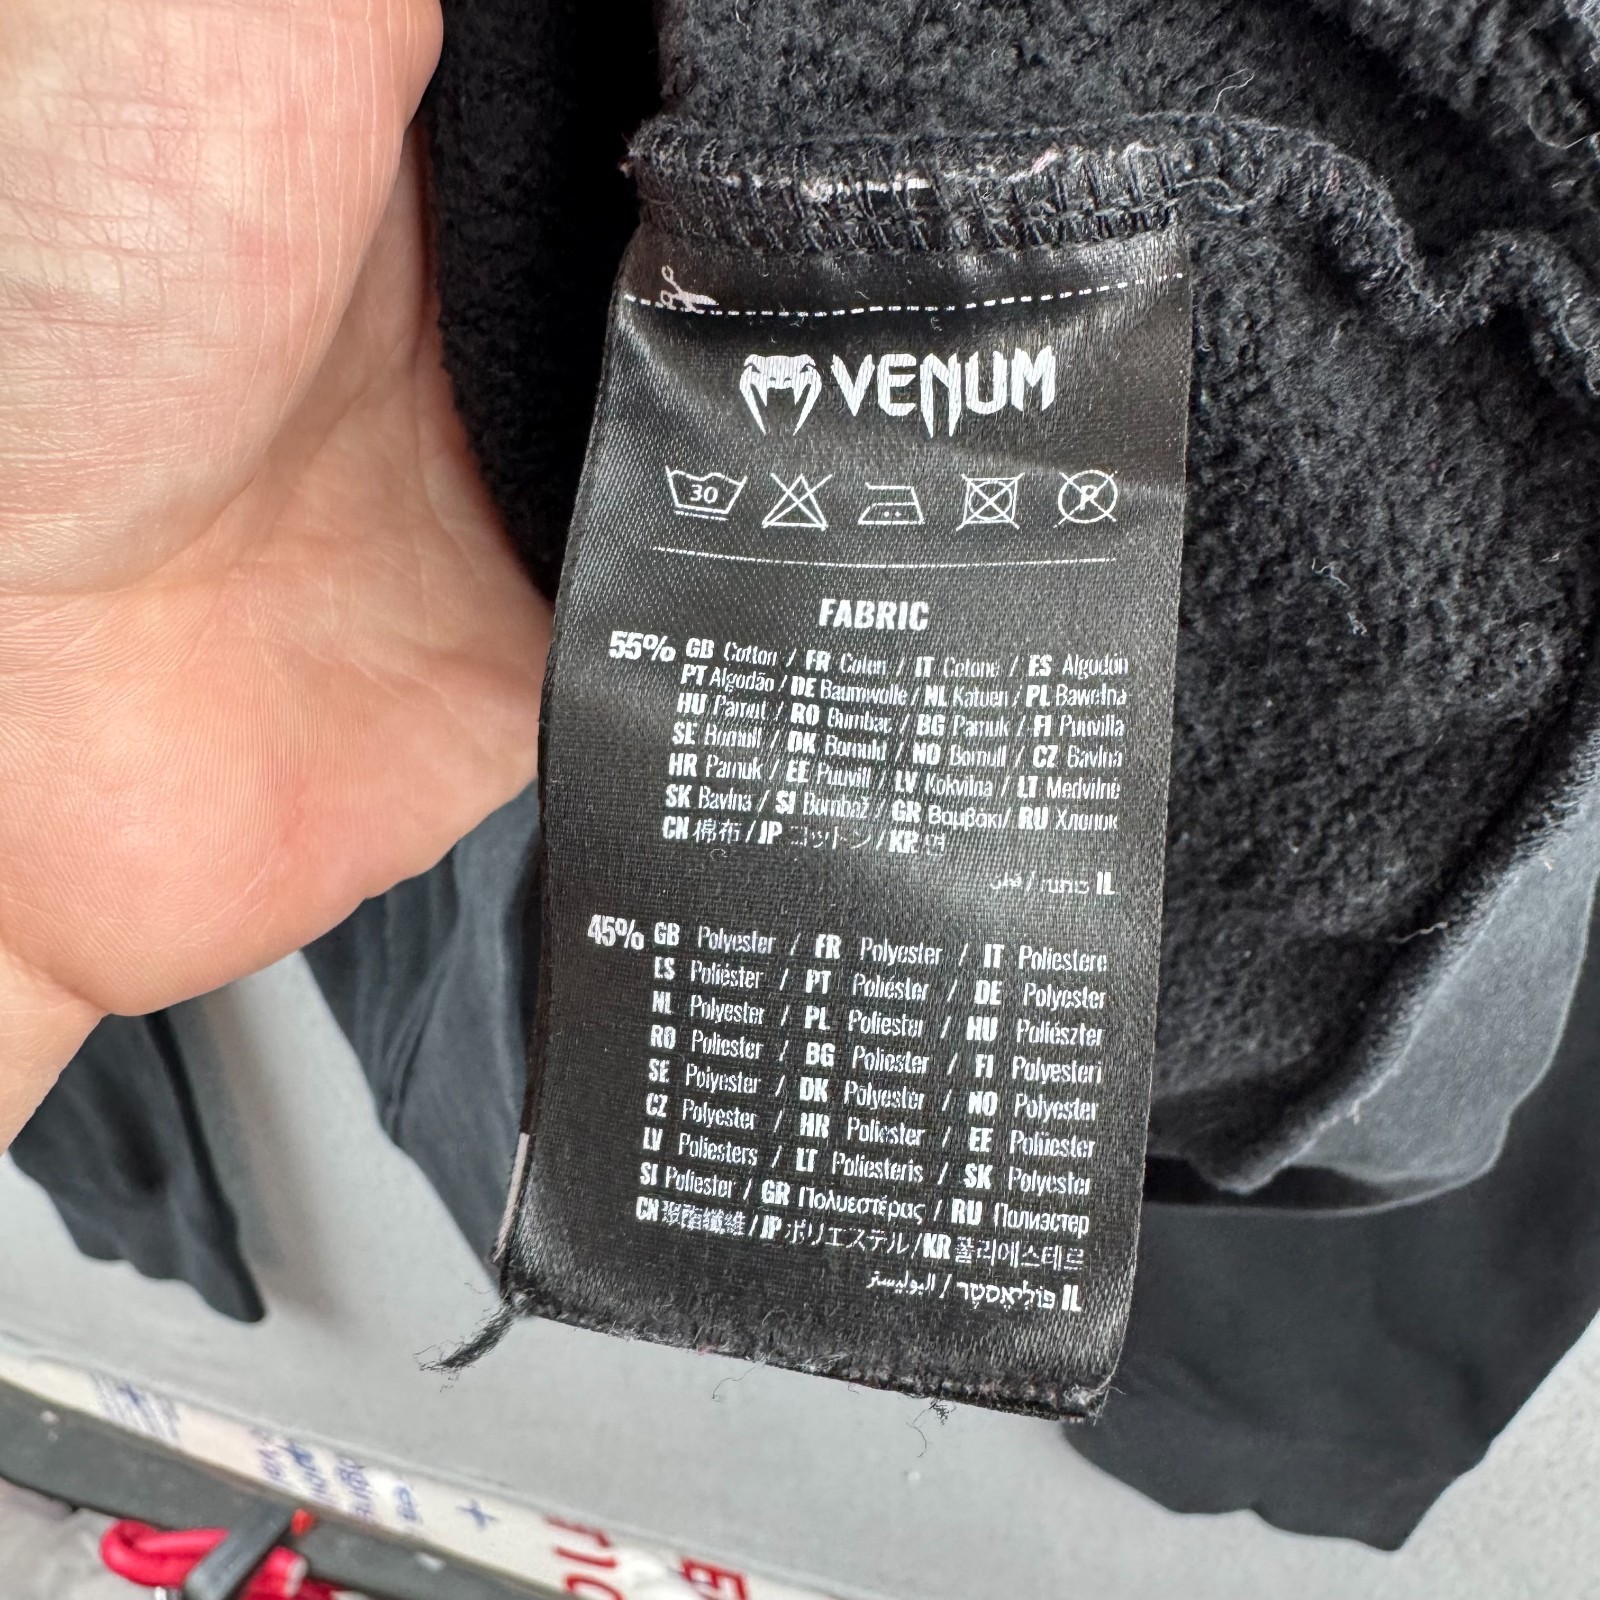 VENUM
30
P
FABRIC
55% GB Cotton / FR Coton / IT Cotone / ES Algodón
PT Algodão / DE Baumwolle / NL Katoen / PL Bawełna
HU Pamut / RO Bumbac / BG Pamuk / FI Puuvilla
SE Bomull / DK Bomuld / NO Bomull / CZ Bavlna
HR Pamuk / EE Puuvill / LV Kokvilna / LT Medvilnė
SK Bavlna / SI Bombaž / GR Βαμβάκι / RU Хлопок
CN 棉布 / JP コットン / KR 면
IL כותנה / قطن
45% GB Polyester / FR Polyester / IT Poliestere
ES Poliéster / PT Poliéster / DE Polyester
NL Polyester / PL Poliester / HU Poliészter
RO Poliester / BG Poliester / FI Polyesteri
SE Polyester / DK Polyester / NO Polyester
CZ Polyester / HR Poliester / EE Polüester
LV Poliesters / LT Poliesteris / SK Polyester
SI Poliester / GR Πολυεστέρας / RU Полиэстер
CN 聚酯纖維 / JP ポリエステル / KR 폴리에스테르
IL פּוֹלִיאֶסטֶר / البوليستر